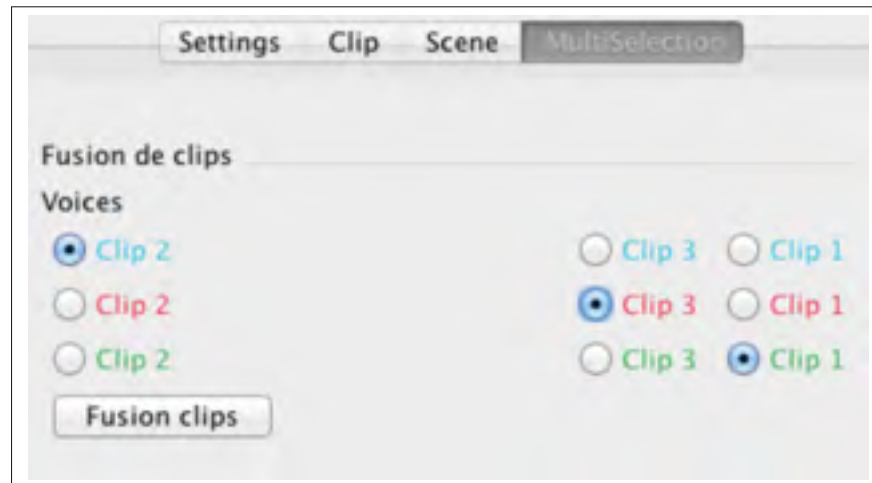 Settings Clip Scene MultiSelection
Fusion de clips
Voices
Clip 2 Clip 3 Clip 1
Clip 2 Clip 3 Clip 1
Clip 2 Clip 3 Clip 1
Fusion clips